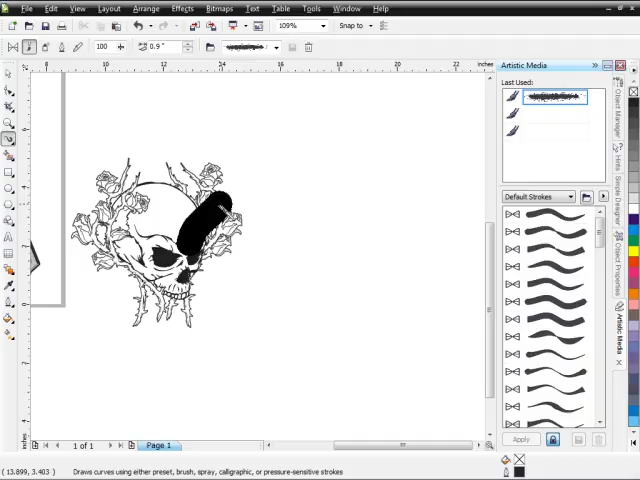 File Edit View Layout Arrange Effects Bitmaps Text Table Tools Window Help
109% Snap to
100 0.9 "
8 10 12 14 16 18 20 22 inches
Artistic Media
Last Used:
Default Strokes
Apply
Object Manager
Hints
Simple Designer
Object Properties
Artistic Media
1 of 1 Page 1
( 13.899, 3.403 ) Draws curves using either preset, brush, spray, calligraphic, or pressure-sensitive strokes